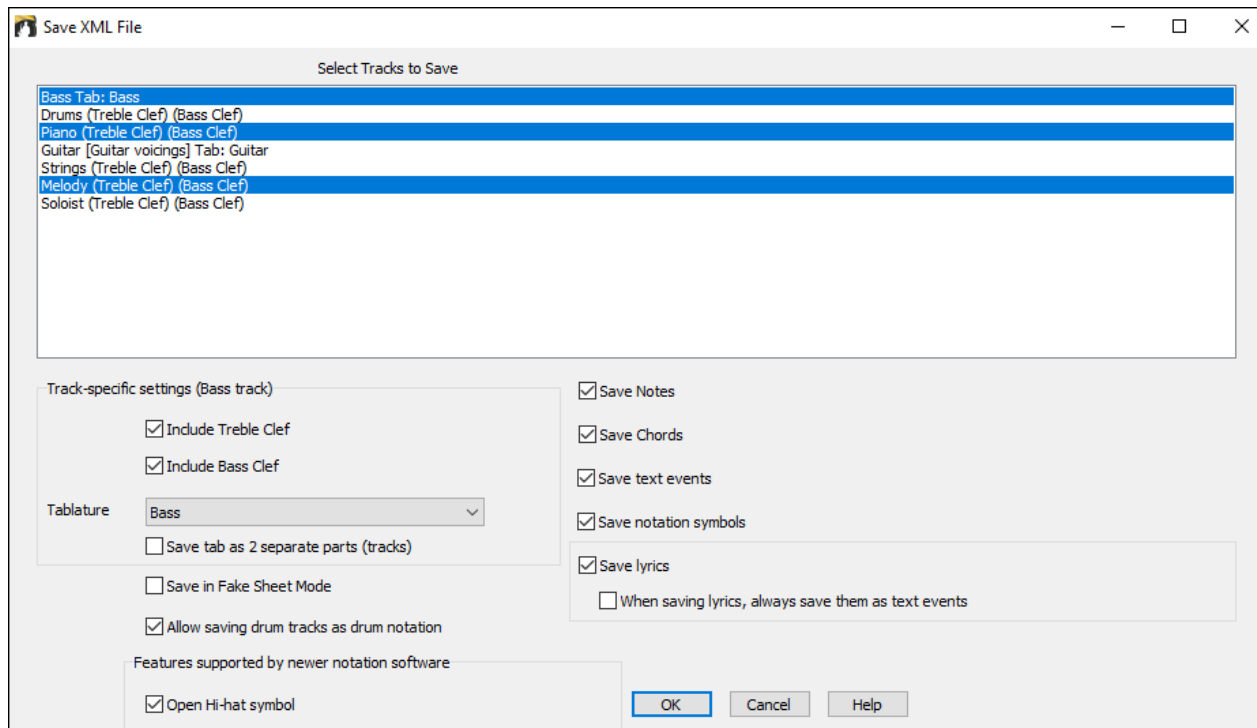 Save XML File
Select Tracks to Save
Bass Tab: Bass
Drums (Treble Clef) (Bass Clef)
Piano (Treble Clef) (Bass Clef)
Guitar [Guitar voicings] Tab: Guitar
Strings (Treble Clef) (Bass Clef)
Melody (Treble Clef) (Bass Clef)
Soloist (Treble Clef) (Bass Clef)
Track-specific settings (Bass track)
Include Treble Clef
Include Bass Clef
Tablature Bass
Save tab as 2 separate parts (tracks)
Save in Fake Sheet Mode
Allow saving drum tracks as drum notation
Features supported by newer notation software
Open Hi-hat symbol
Save Notes
Save Chords
Save text events
Save notation symbols
Save lyrics
When saving lyrics, always save them as text events
OK Cancel Help